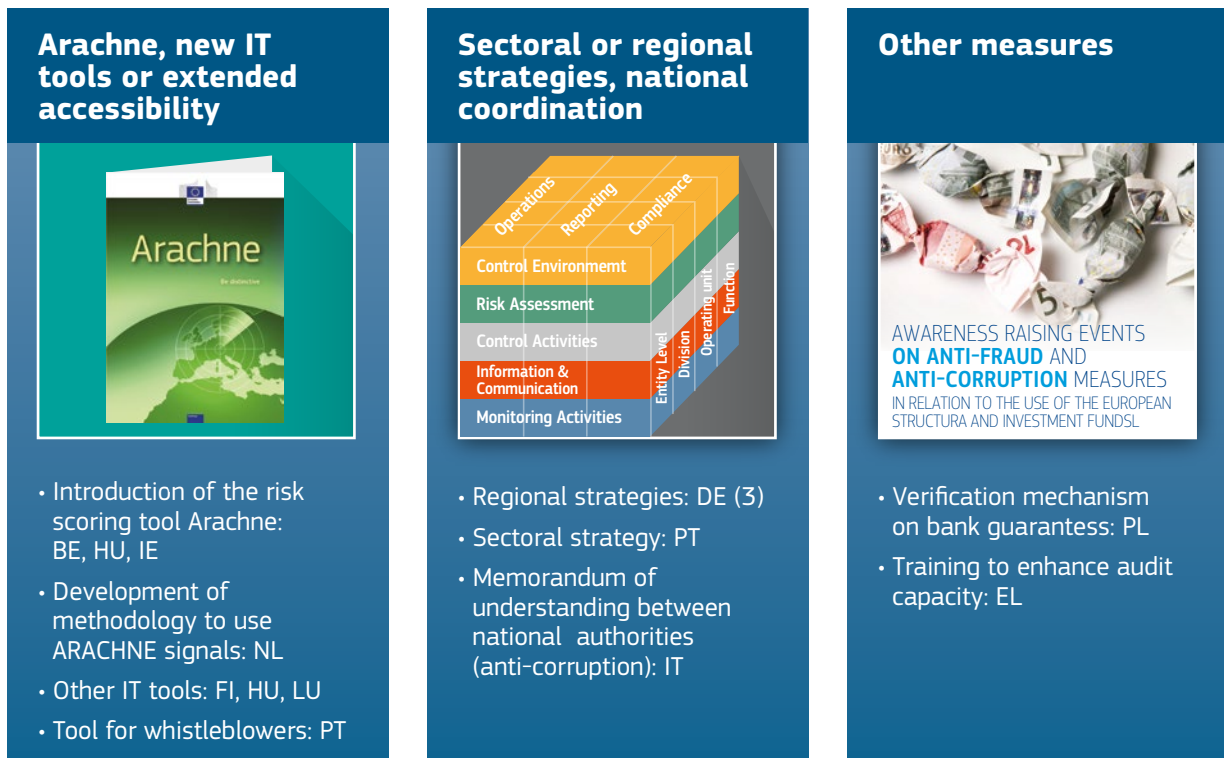 Arachne, new IT
tools or extended
accessibility
Arachne
Be distinctive
• Introduction of the risk
scoring tool Arachne:
BE, HU, IE
• Development of
methodology to use
ARACHNE signals: NL
• Other IT tools: FI, HU, LU
• Tool for whistleblowers: PT
Sectoral or regional
strategies, national
coordination
Operations
Reporting
Compliance
Control Environmemt
Risk Assessment
Control Activities
Information &
Communication
Monitoring Activities
Entity Level
Division
Operating unit
Function
• Regional strategies: DE (3)
• Sectoral strategy: PT
• Memorandum of
understanding between
national authorities
(anti-corruption): IT
Other measures
EURO
5
AWARENESS RAISING EVENTS
ON ANTI-FRAUD AND
ANTI-CORRUPTION MEASURES
IN RELATION TO THE USE OF THE EUROPEAN
STRUCTURA AND INVESTMENT FUNDSL
• Verification mechanism
on bank guarantess: PL
• Training to enhance audit
capacity: EL